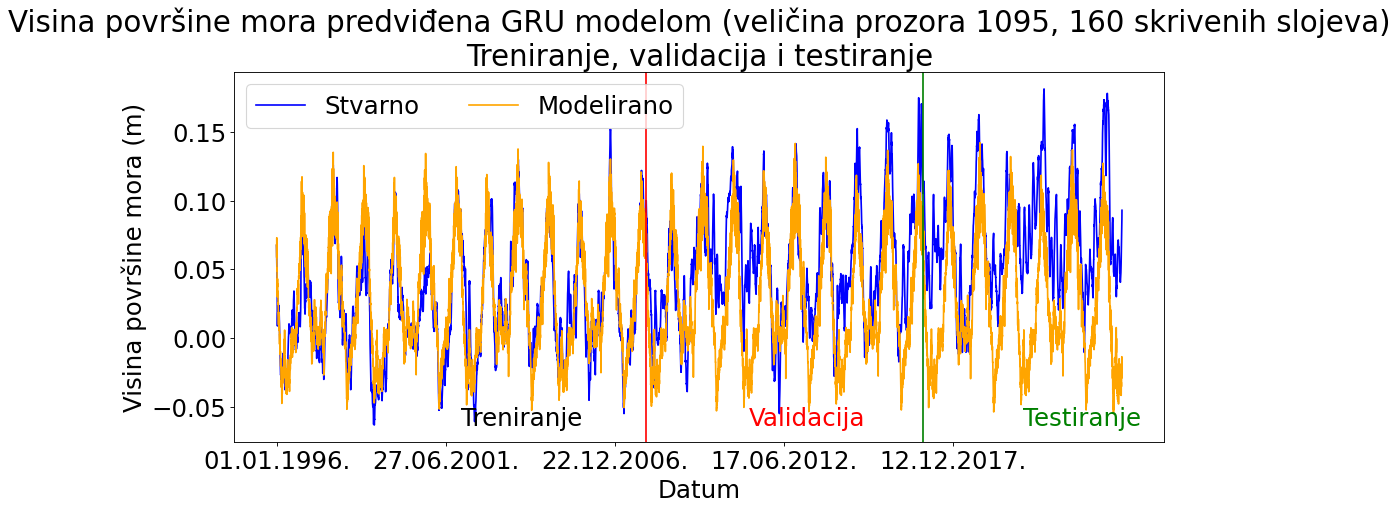 Visina površine mora predviđena GRU modelom (veličina prozora 1095, 160 skrivenih slojeva)
Treniranje, validacija i testiranje
Stvarno Modelirano
Visina površine mora (m)
0.15
0.10
0.05
0.00
−0.05
Treniranje Validacija Testiranje
01.01.1996. 27.06.2001. 22.12.2006. 17.06.2012. 12.12.2017.
Datum